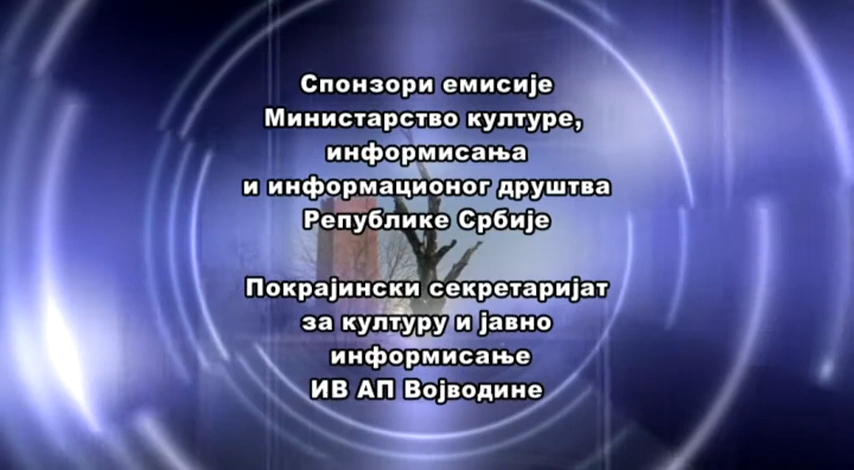 Спонзори емисије
Министарство културе,
информисања
и информационог друштва
Републике Србије
Покрајински секретаријат
за културу и јавно
информисање
ИВ АП Војводине